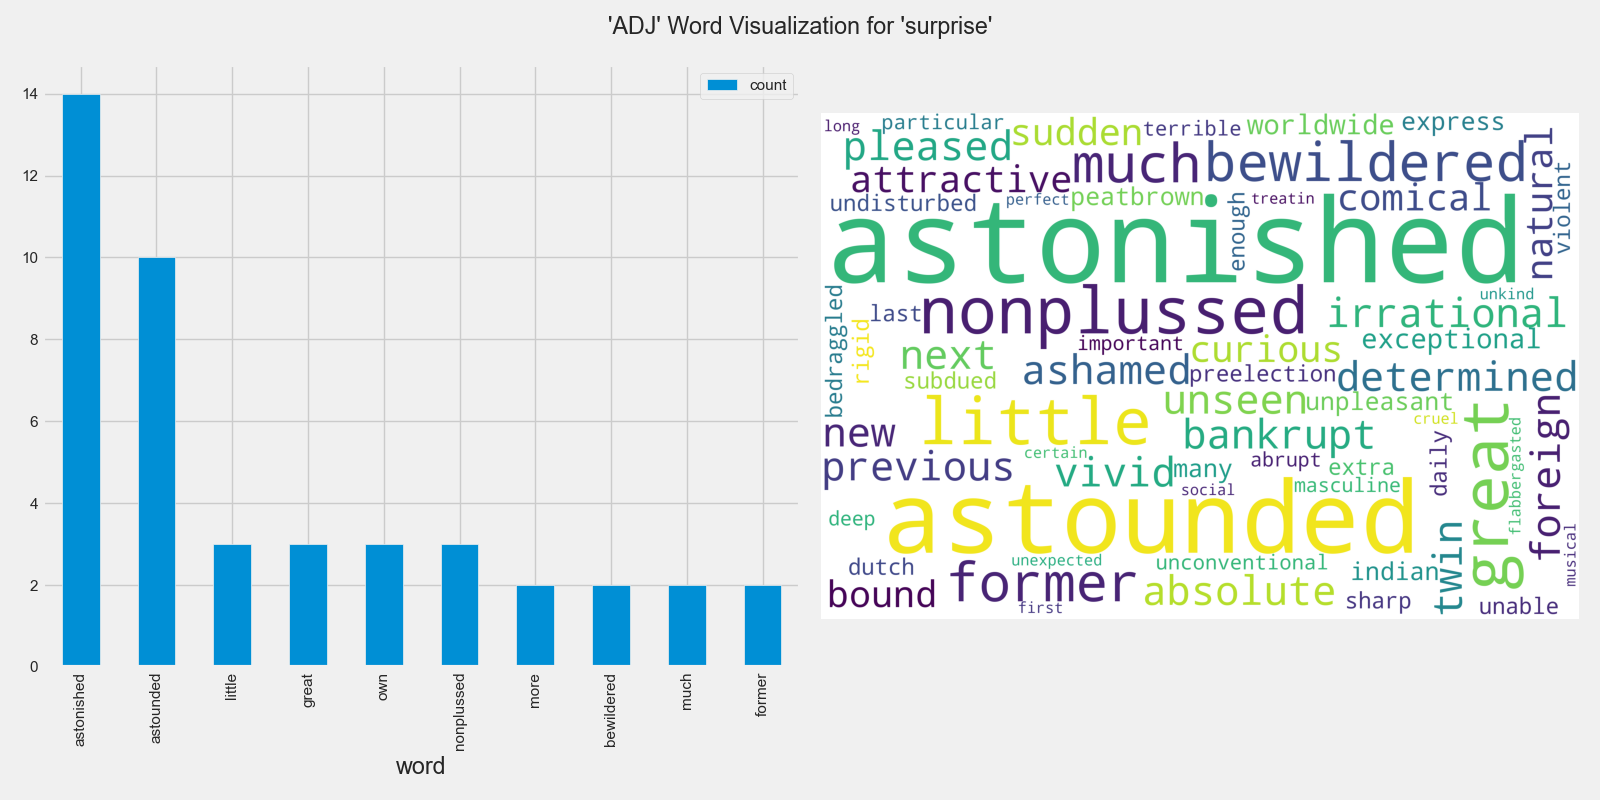 'ADJ' Word Visualization for 'surprise'
count
14
12
10
8
6
4
2
0
astonished
astounded
little
great
own
nonplussed
more
bewildered
much
former
word
long
particular
sudden
terrible
worldwide
express
pleased
much
bewildered
natural
attractive
comical
violent
undisturbed
perfect
peatbrown
enough
treatin
astonished
bedraggled
last
nonplussed
unkind
irrational
rigid
next
important
curious
exceptional
subdued
ashamed
preelection
determined
little
unseen
unpleasant
cruel
great
foreign
new
bankrupt
flabbergasted
previous
certain
vivid
many
abrupt
extra
daily
social
masculine
deep
astounded
twin
musical
dutch
unexpected
unconventional
indian
bound
former
first
absolute
sharp
unable